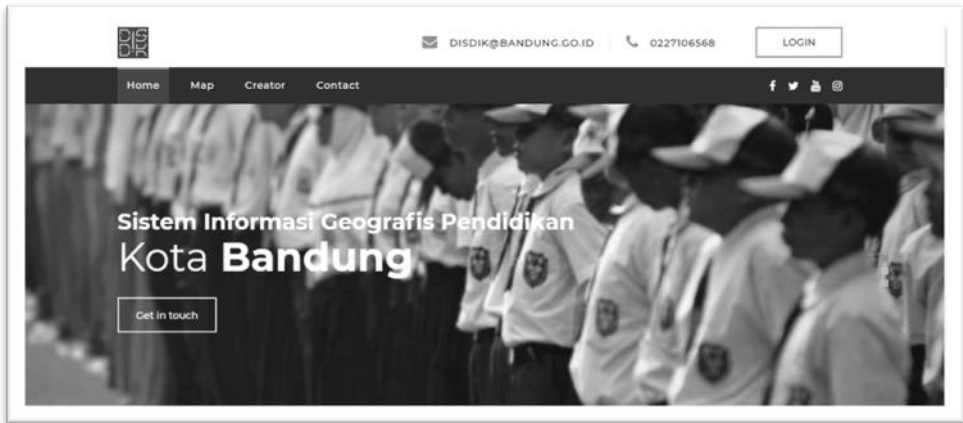 DISDIK@BANDUNG.GO.ID
0227106568
LOGIN
Home Map Creator Contact
Sistem Informasi Geografis Pendidikan
Kota Bandung
Get in touch